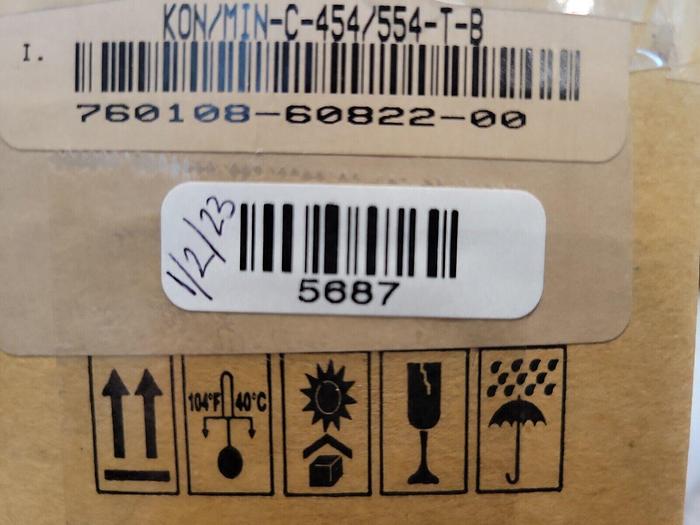 KON/MIN-C-454/554-T-B
I.
760108-60822-00
1/2/23
5687
104°F 40°C